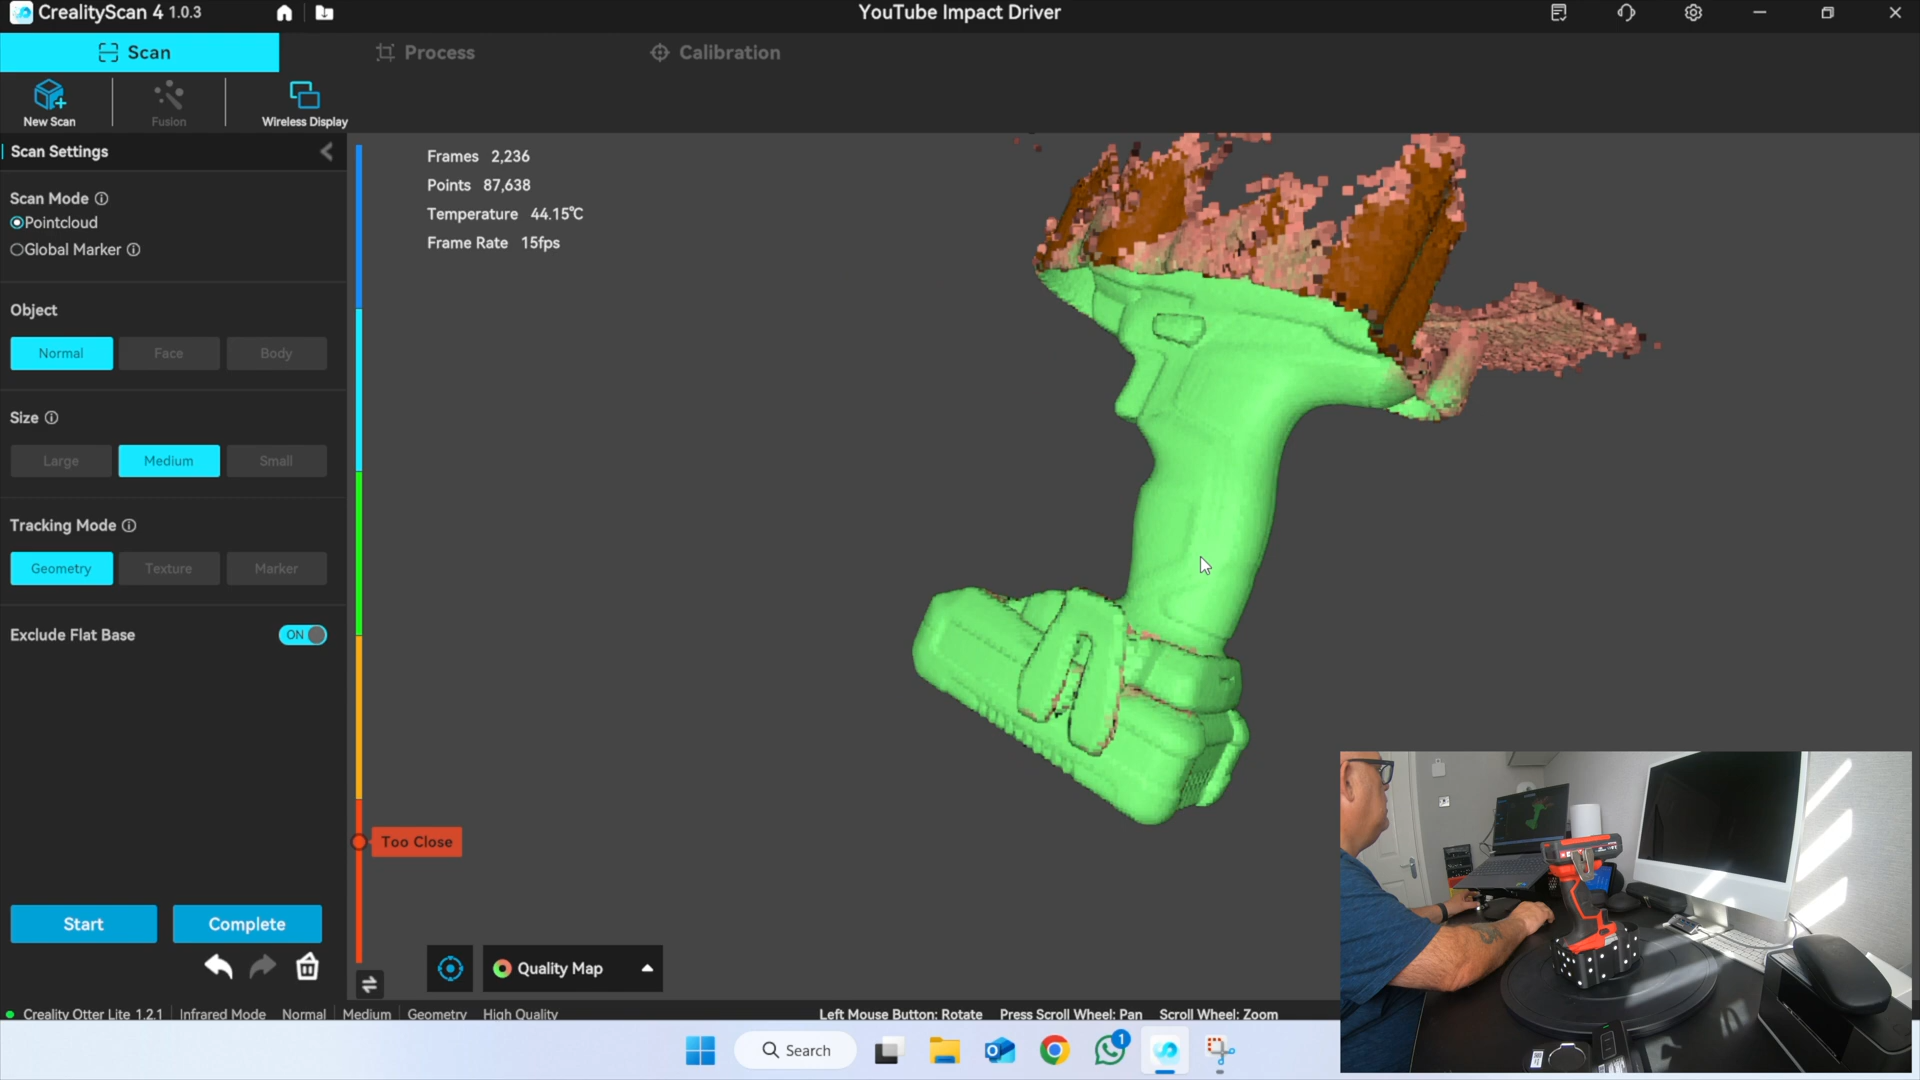 CrealityScan 4 1.0.3
YouTube Impact Driver
Scan
Process
Calibration
New Scan
Fusion
Wireless Display
Scan Settings
Scan Mode
Pointcloud
Global Marker
Object
Normal
Face
Body
Size
Large
Medium
Small
Tracking Mode
Geometry
Texture
Marker
Exclude Flat Base
ON
Frames 2,236
Points 87,638
Temperature 44.15℃
Frame Rate 15fps
Too Close
Start
Complete
Quality Map
Creality Otter Lite 1.2.1
Infrared Mode
Normal
Medium
Geometry
High Quality
Left Mouse Button: Rotate
Press Scroll Wheel: Pan
Scroll Wheel: Zoom
Search
1